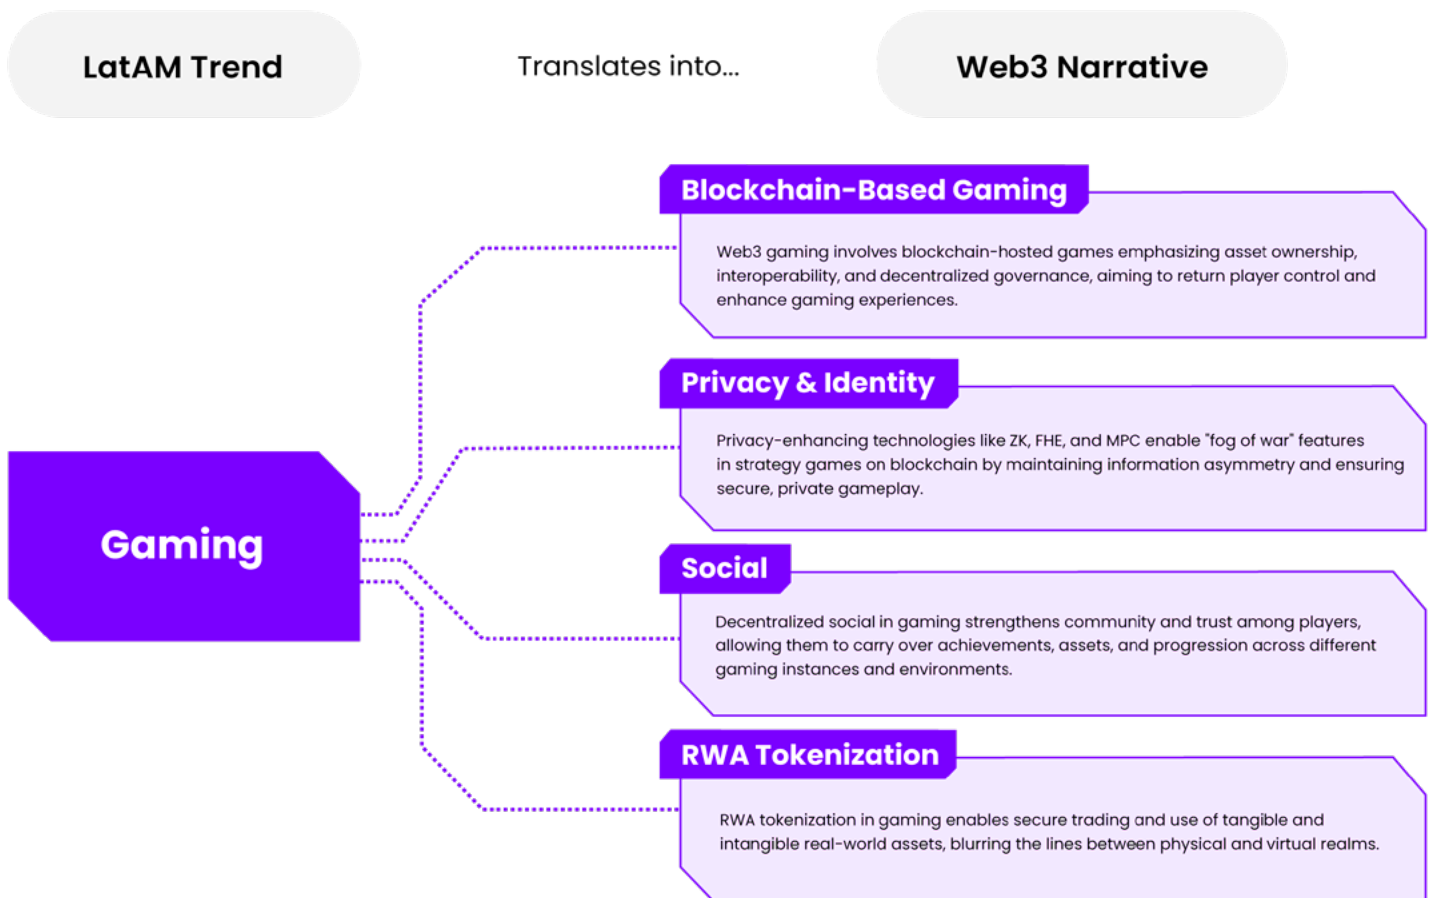 LatAM Trend
Translates into...
Web3 Narrative
Blockchain-Based Gaming
Web3 gaming involves blockchain-hosted games emphasizing asset ownership,
interoperability, and decentralized governance, aiming to return player control and
enhance gaming experiences.
Privacy & Identity
Privacy-enhancing technologies like ZK, FHE, and MPC enable "fog of war" features
in strategy games on blockchain by maintaining information asymmetry and ensuring
secure, private gameplay.
Gaming
Social
Decentralized social in gaming strengthens community and trust among players,
allowing them to carry over achievements, assets, and progression across different
gaming instances and environments.
RWA Tokenization
RWA tokenization in gaming enables secure trading and use of tangible and
intangible real-world assets, blurring the lines between physical and virtual realms.